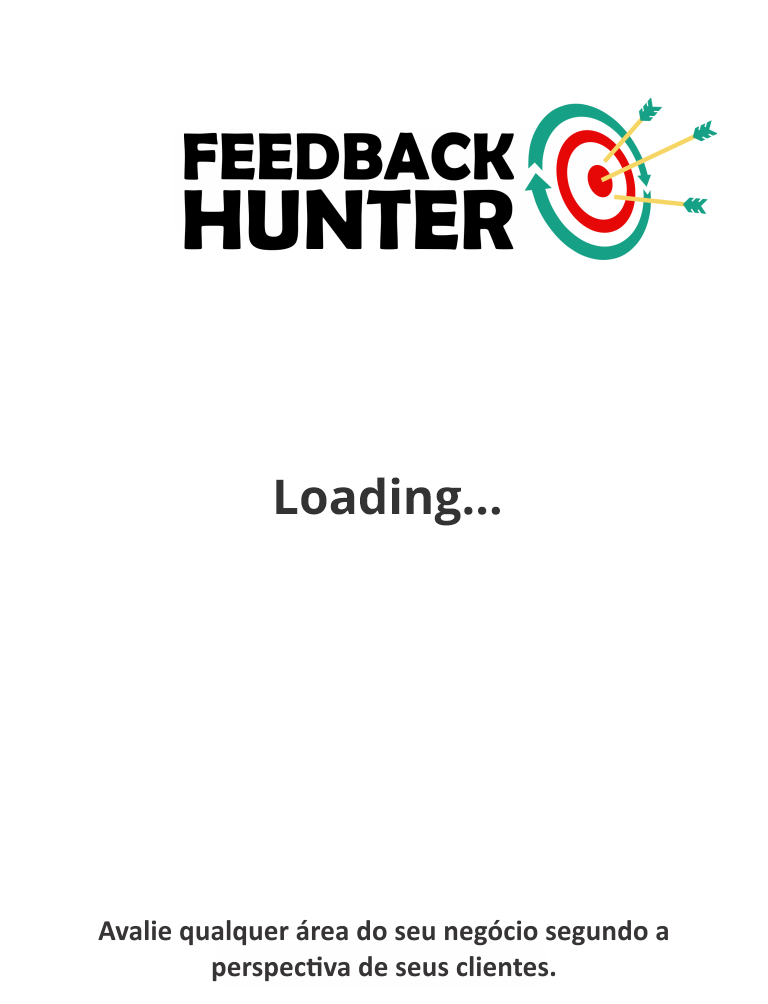 FEEDBACK
HUNTER
Loading...
Avalie qualquer área do seu negócio segundo a
perspectiva de seus clientes.